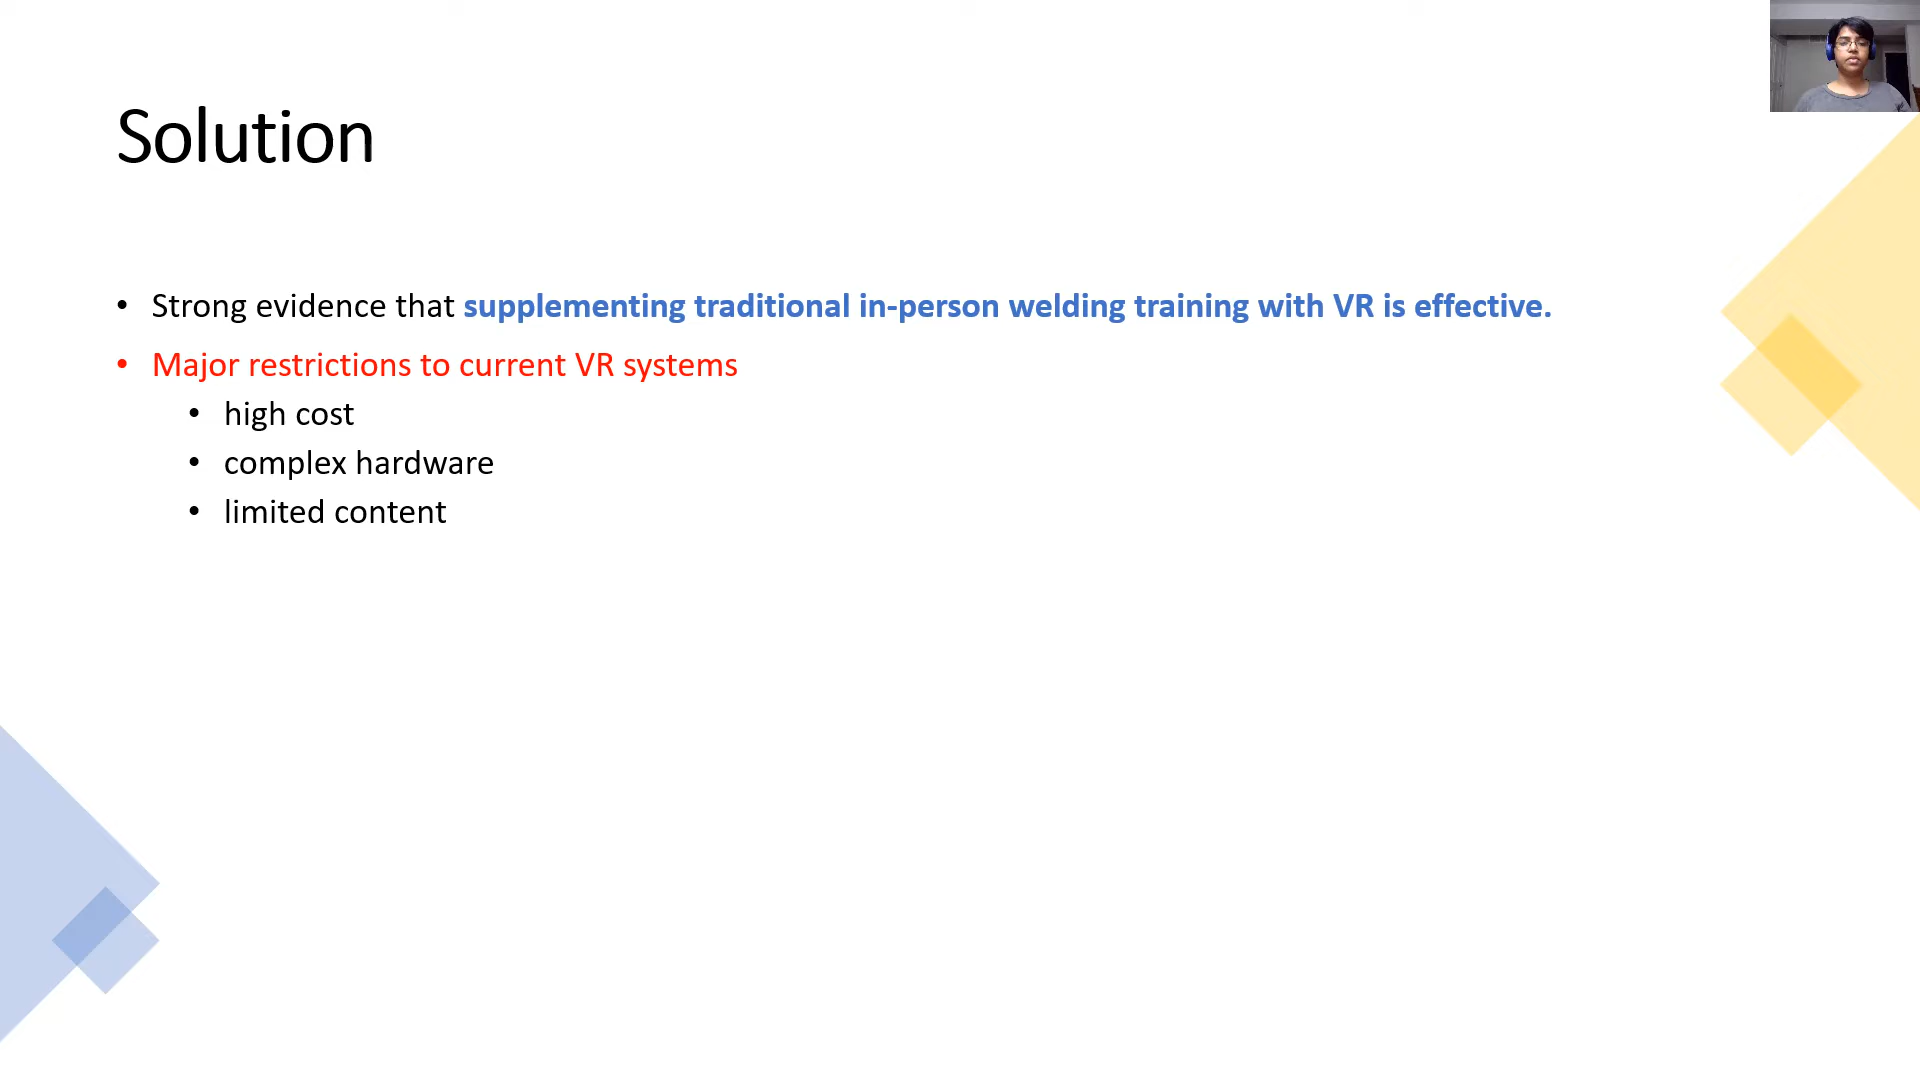 Solution
• Strong evidence that supplementing traditional in-person welding training with VR is effective.
• Major restrictions to current VR systems
• high cost
• complex hardware
• limited content